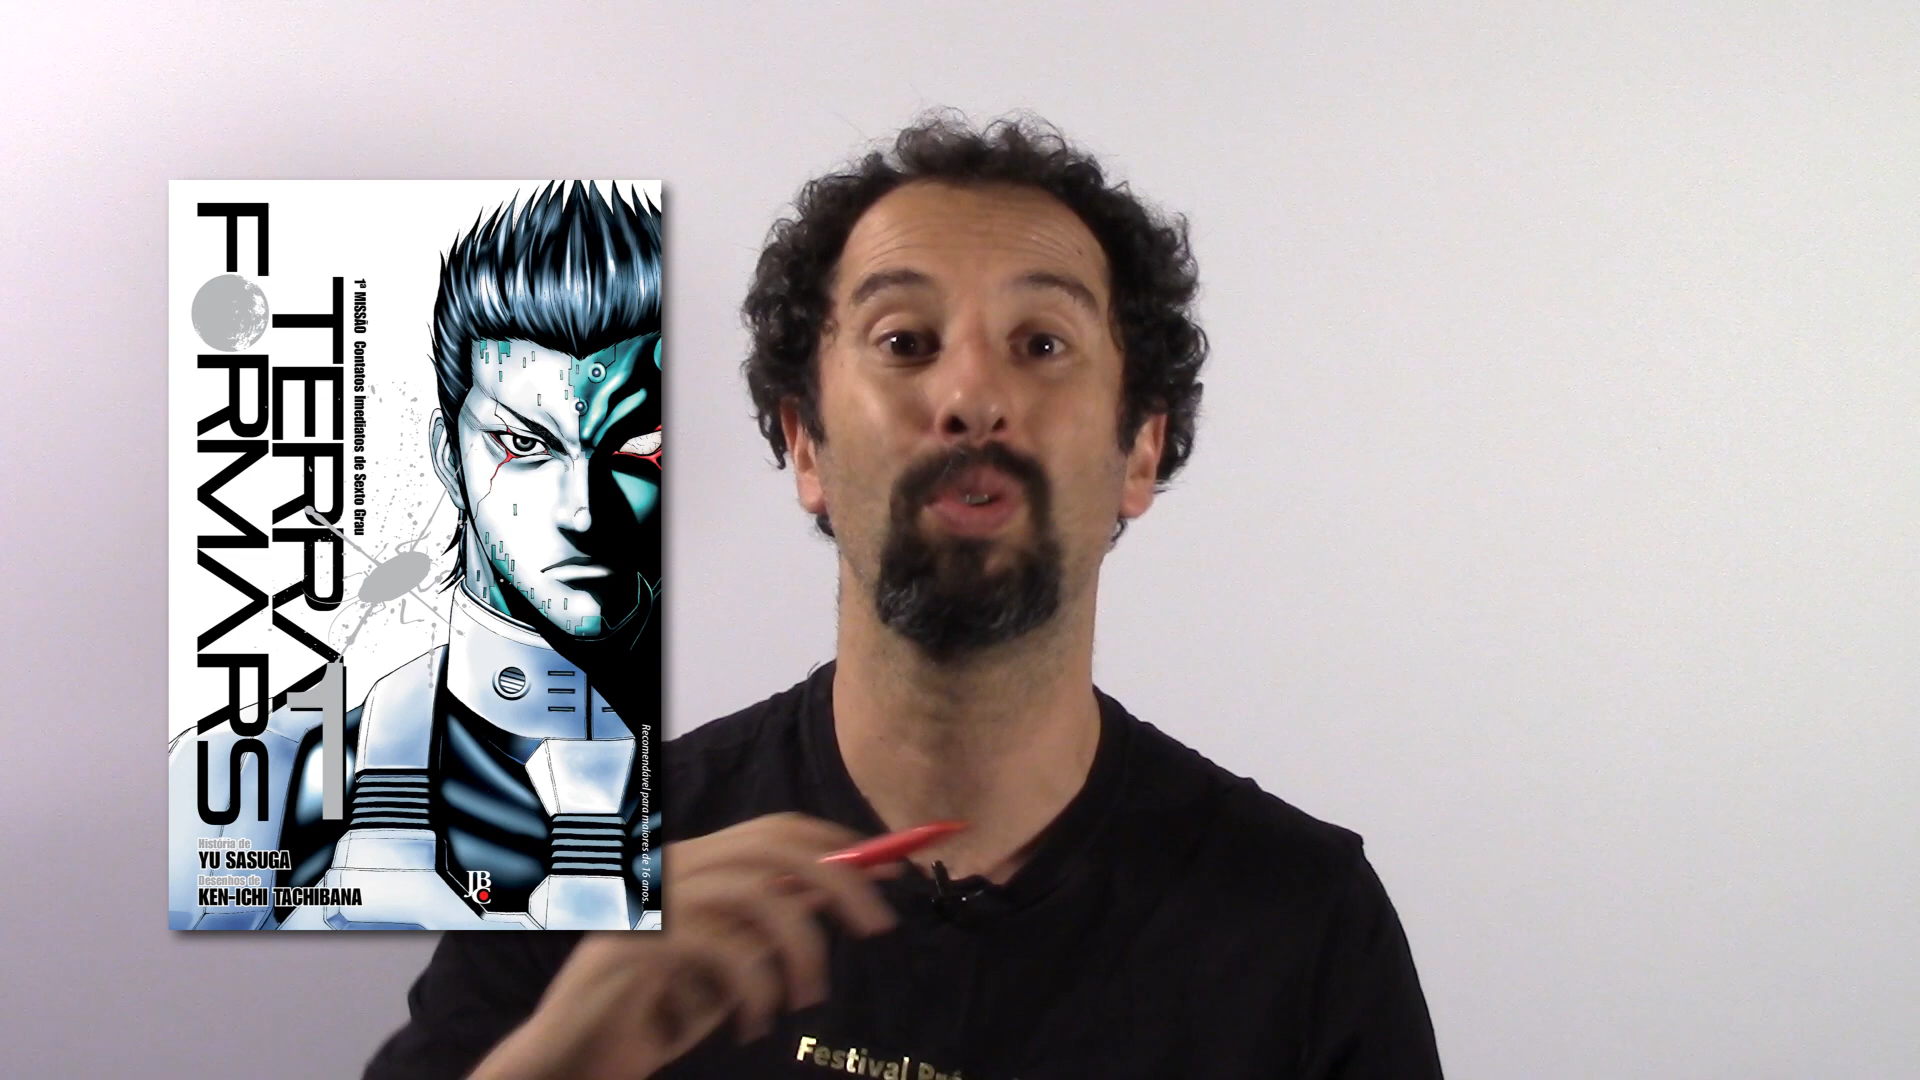 TERRA
FORMARS
1
1ª MISSÃO Contatos Imediatos de Sexto Grau
História de
YU SASUGA
Desenhos de
KEN-ICHI TACHIBANA
JBC
Recomendável para maiores de 16 anos.
Festival